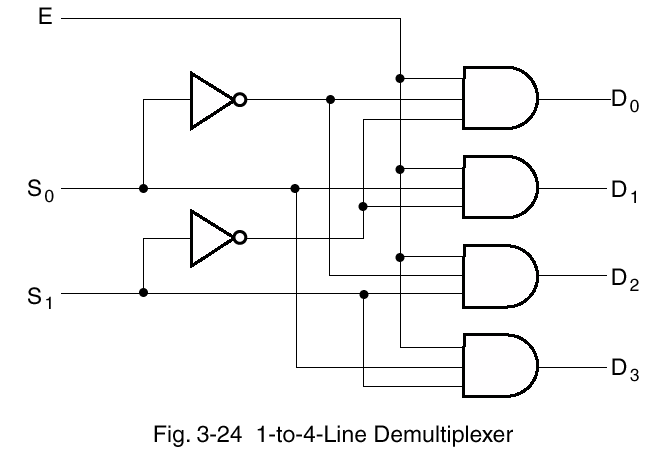 E
D₀
S₀
D₁
D₂
S₁
D₃
Fig. 3-24 1-to-4-Line Demultiplexer